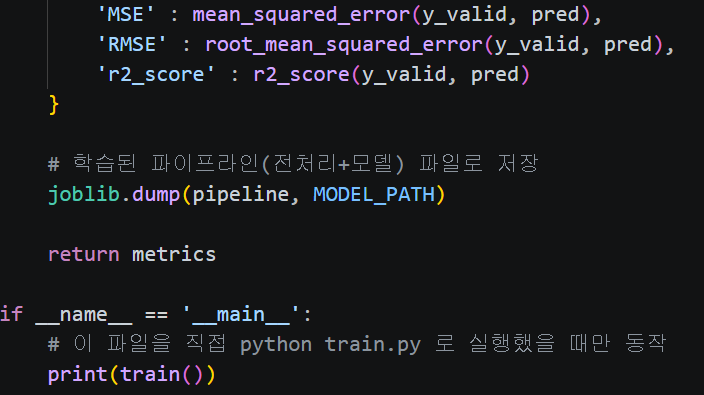 'MSE' : mean_squared_error(y_valid, pred),
'RMSE' : root_mean_squared_error(y_valid, pred),
'r2_score' : r2_score(y_valid, pred)
}
# 학습된 파이프라인(전처리+모델) 파일로 저장
joblib.dump(pipeline, MODEL_PATH)
return metrics
if __name__ == '__main__':
# 이 파일을 직접 python train.py 로 실행했을 때만 동작
print(train())